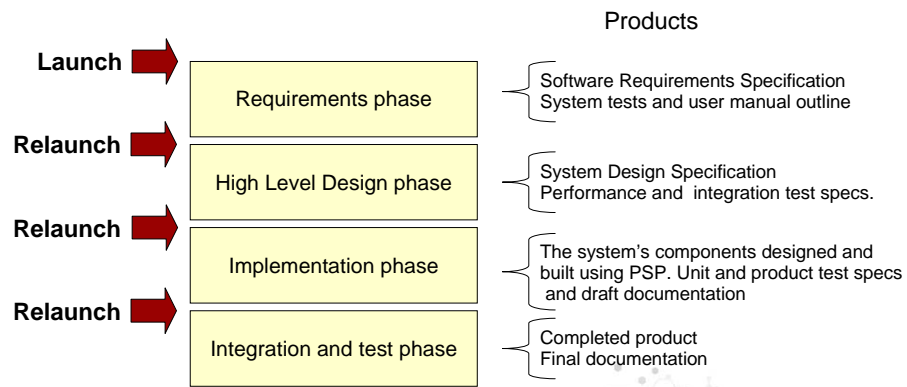 Products
Launch
Requirements phase
Software Requirements Specification
System tests and user manual outline
Relaunch
High Level Design phase
System Design Specification
Performance and integration test specs.
Relaunch
Implementation phase
The system's components designed and
built using PSP. Unit and product test specs
and draft documentation
Relaunch
Integration and test phase
Completed product
Final documentation